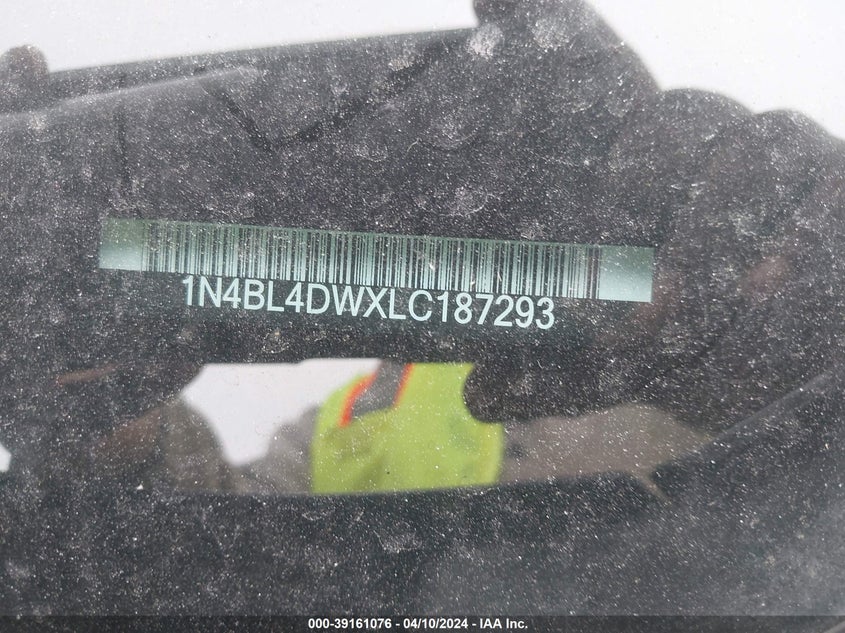 1N4BL4DWXLC187293
000-39161076 - 04/10/2024 - IAA Inc.